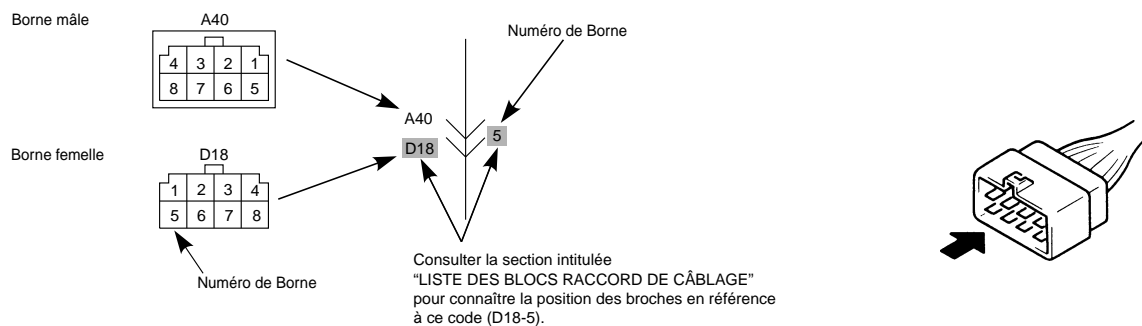 Borne mâle
A40
4 3 2 1
8 7 6 5
Numéro de Borne
A40
D18
5
Borne femelle
D18
1 2 3 4
5 6 7 8
Numéro de Borne
Consulter la section intitulée
“LISTE DES BLOCS RACCORD DE CÂBLAGE”
pour connaître la position des broches en référence
à ce code (D18-5).